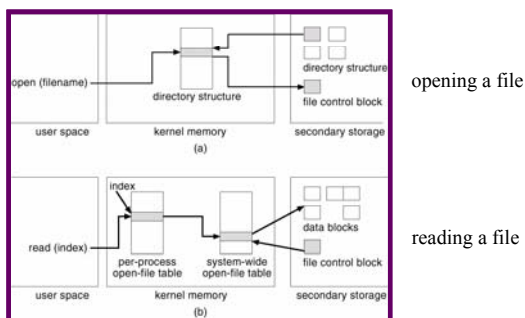 open (filename)
directory structure
directory structure
file control block
user space
kernel memory
secondary storage
(a)
opening a file
index
read (index)
per-process
open-file table
system-wide
open-file table
data blocks
file control block
user space
kernel memory
secondary storage
(b)
reading a file